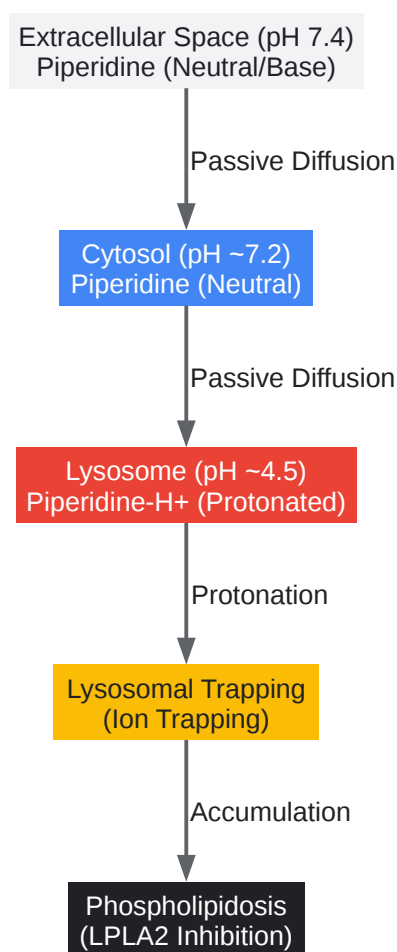 Extracellular Space (pH 7.4)
Piperidine (Neutral/Base)
Passive Diffusion
Cytosol (pH ~7.2)
Piperidine (Neutral)
Passive Diffusion
Lysosome (pH ~4.5)
Piperidine-H+ (Protonated)
Protonation
Lysosomal Trapping
(Ion Trapping)
Accumulation
Phospholipidosis
(LPLA2 Inhibition)